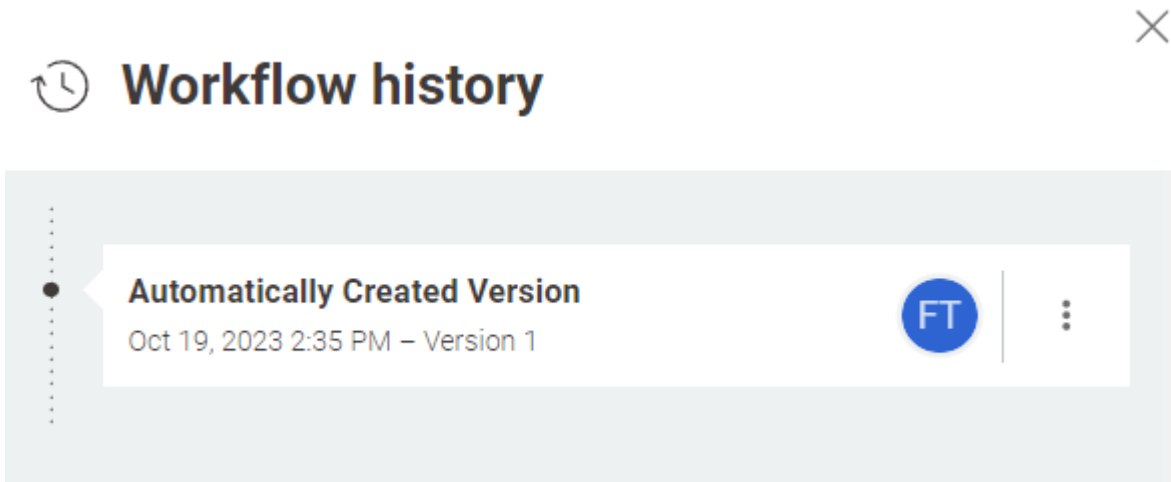 Workflow history
Automatically Created Version
FT
Oct 19, 2023 2:35 PM – Version 1